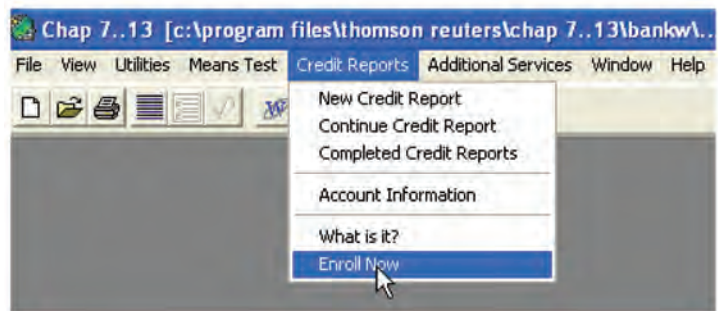 Chap 7..13 [c:\program files\thomson reuters\chap 7..13\bankw\...
File View Utilities Means Test Credit Reports Additional Services Window Help
New Credit Report
Continue Credit Report
Completed Credit Reports
Account Information
What is it?
Enroll Now